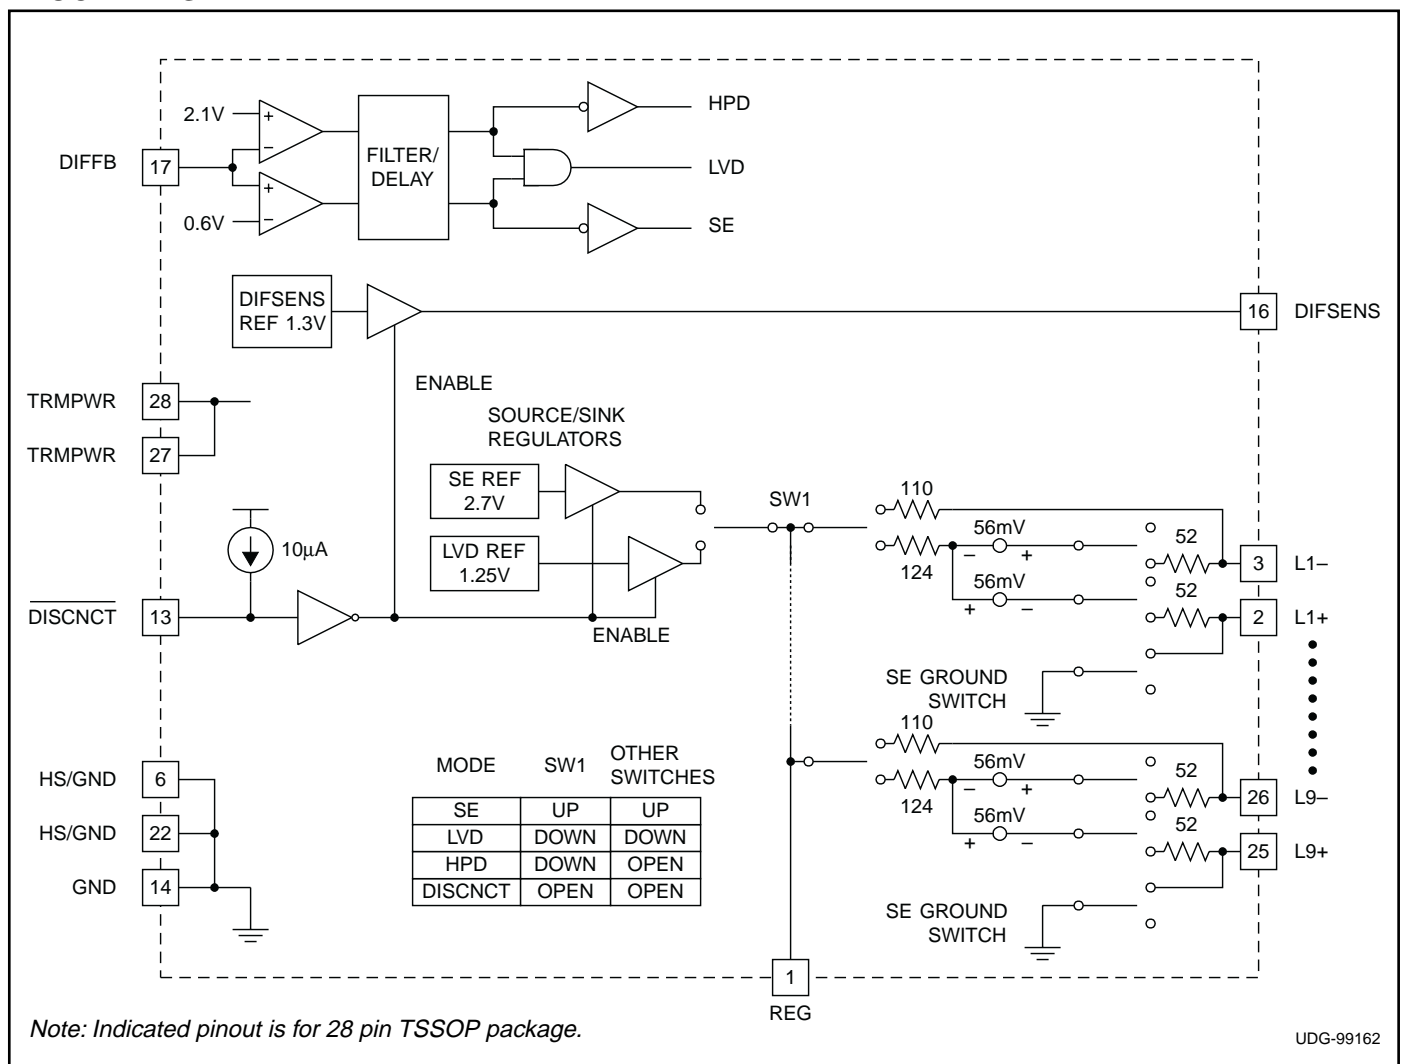 2.1V
+
−
DIFFB
17
+
0.6V
−
FILTER/
DELAY
HPD
LVD
SE
DIFSENS
REF 1.3V
16
DIFSENS
ENABLE
TRMPWR
28
TRMPWR
27
SOURCE/SINK
REGULATORS
SE REF
2.7V
LVD REF
1.25V
SW1
10µA
DISCNCT
13
ENABLE
110
56mV
− +
124
56mV
+ −
52
3
L1–
52
2
L1+
SE GROUND
SWITCH
110
56mV
− +
124
56mV
+ −
52
26
L9–
52
25
L9+
SE GROUND
SWITCH
HS/GND
6
HS/GND
22
GND
14
MODE SW1 OTHER
SWITCHES
SE UP UP
LVD DOWN DOWN
HPD DOWN OPEN
DISCNCT OPEN OPEN
1
REG
Note: Indicated pinout is for 28 pin TSSOP package.
UDG-99162